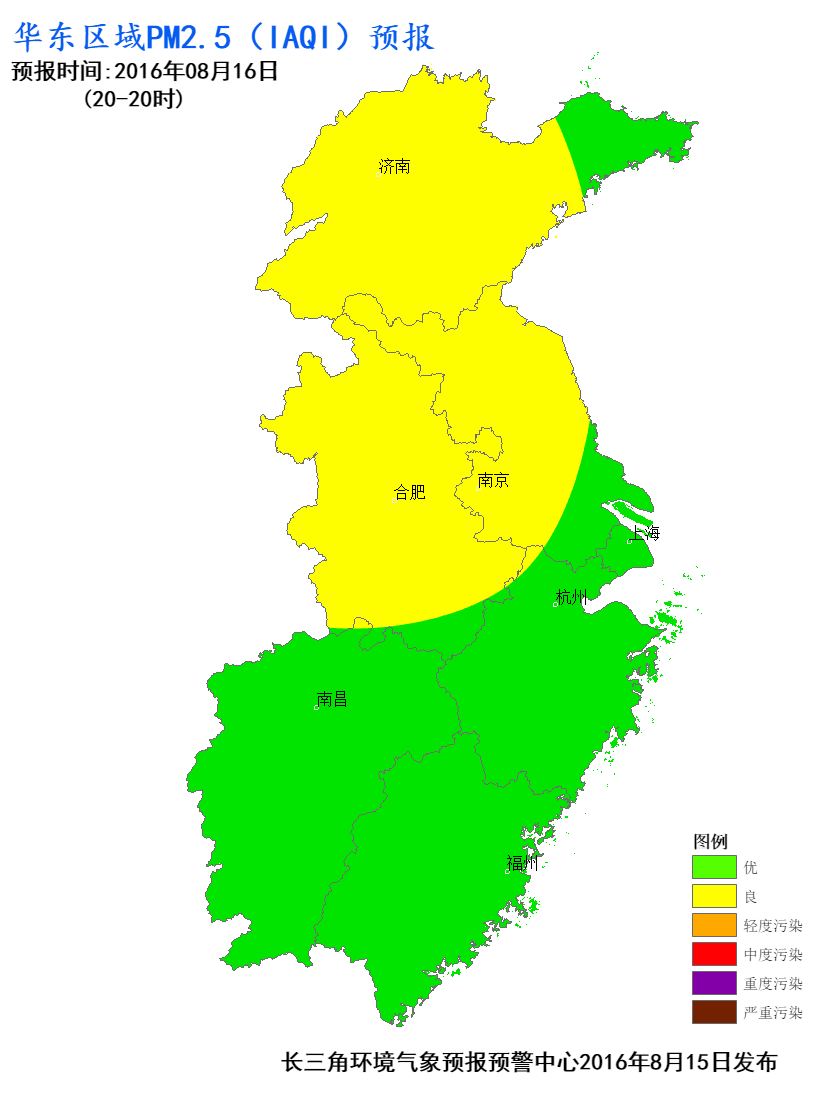 华东区域PM2.5（IAQI）预报
预报时间:2016年08月16日
(20-20时)
济南
合肥
南京
上海
杭州
南昌
福州
图例
优
良
轻度污染
中度污染
重度污染
严重污染
长三角环境气象预报预警中心2016年8月15日发布